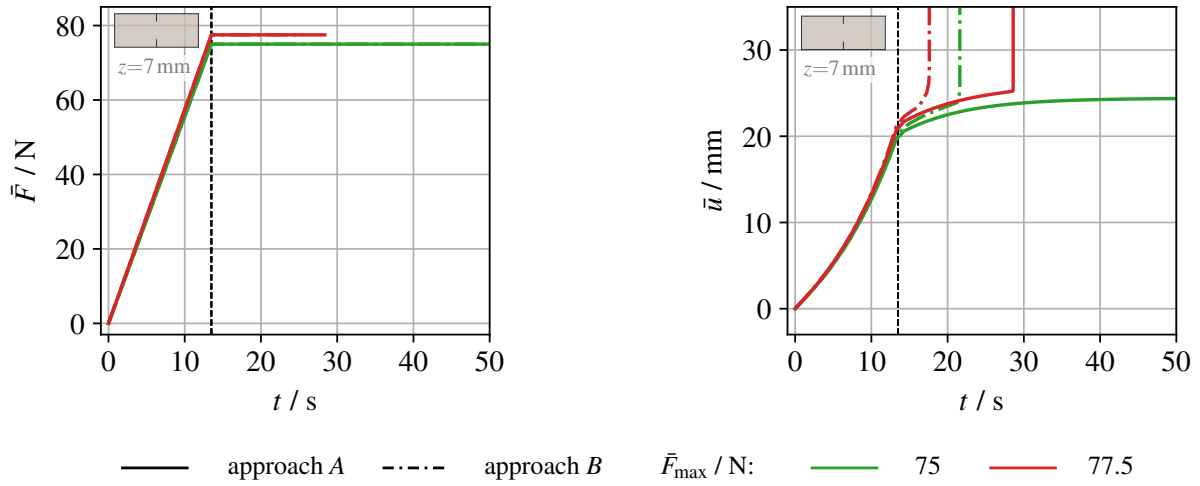 80
60
40
20
0
F̄ / N
z=7 mm
0 10 20 30 40 50
t / s
30
20
10
0
ū / mm
z=7 mm
0 10 20 30 40 50
t / s
approach A approach B F̄max / N: 75 77.5